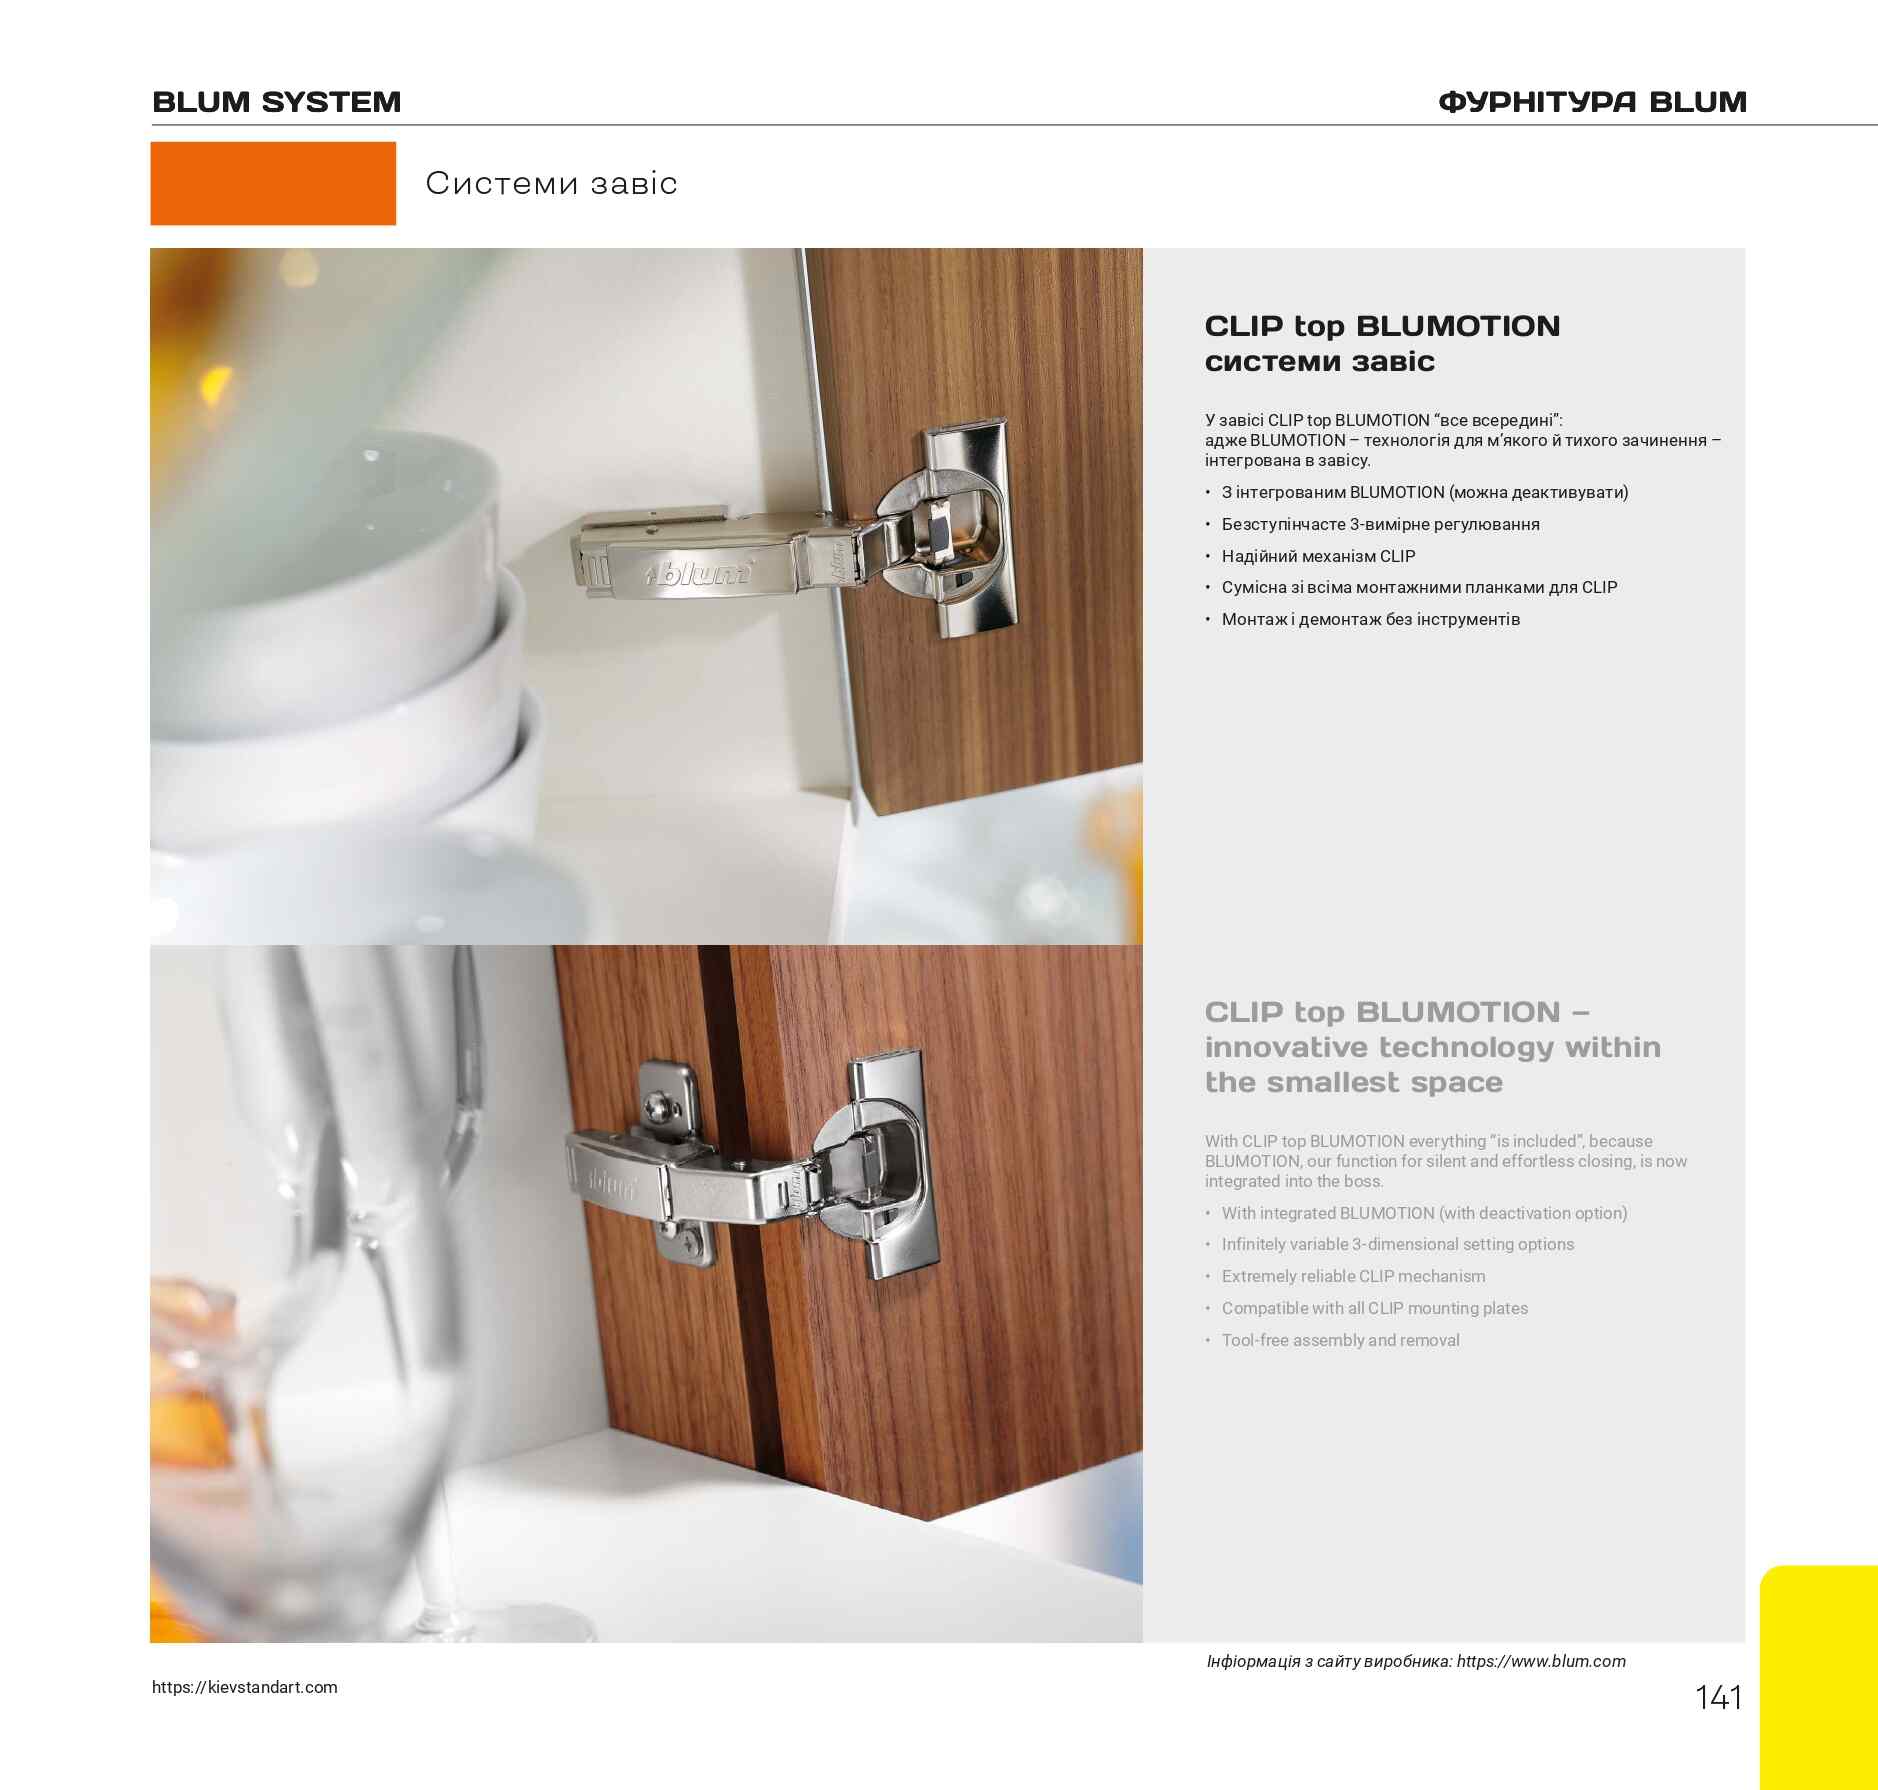 BLUM SYSTEM
ФУРНІТУРА BLUM
Системи завіс
CLIP top BLUMOTION
системи завіс
У завісі CLIP top BLUMOTION “все всередині”:
адже BLUMOTION – технологія для м’якого й тихого зачинення –
інтегрована в завісу.
• З інтегрованим BLUMOTION (можна деактивувати)
• Безступінчасте 3-вимірне регулювання
• Надійний механізм CLIP
• Сумісна зі всіма монтажними планками для CLIP
• Монтаж і демонтаж без інструментів
blum
blum
CLIP top BLUMOTION –
innovative technology within
the smallest space
With CLIP top BLUMOTION everything “is included”, because
BLUMOTION, our function for silent and effortless closing, is now
integrated into the boss.
• With integrated BLUMOTION (with deactivation option)
• Infinitely variable 3-dimensional setting options
• Extremely reliable CLIP mechanism
• Compatible with all CLIP mounting plates
• Tool-free assembly and removal
blum
blum
Інфіормація з сайту виробника: https://www.blum.com
https://kievstandart.com
141